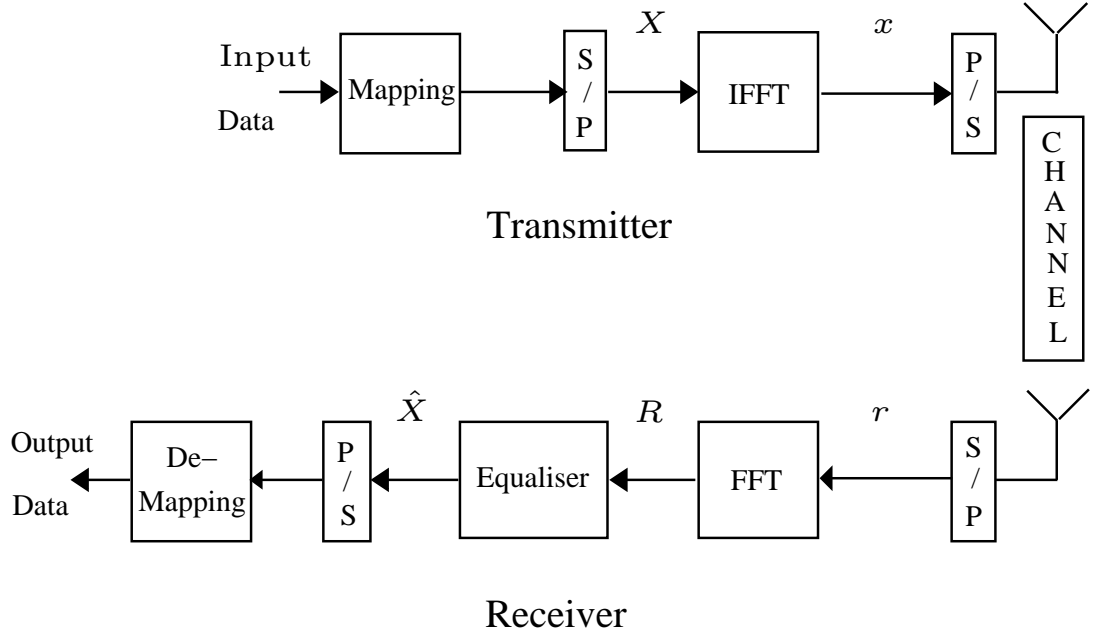 X
x
Input
Data
Mapping
S
/
P
IFFT
P
/
S
Transmitter
C
H
A
N
N
E
L
X̂
R
r
Output
Data
De–
Mapping
P
/
S
Equaliser
FFT
S
/
P
Receiver